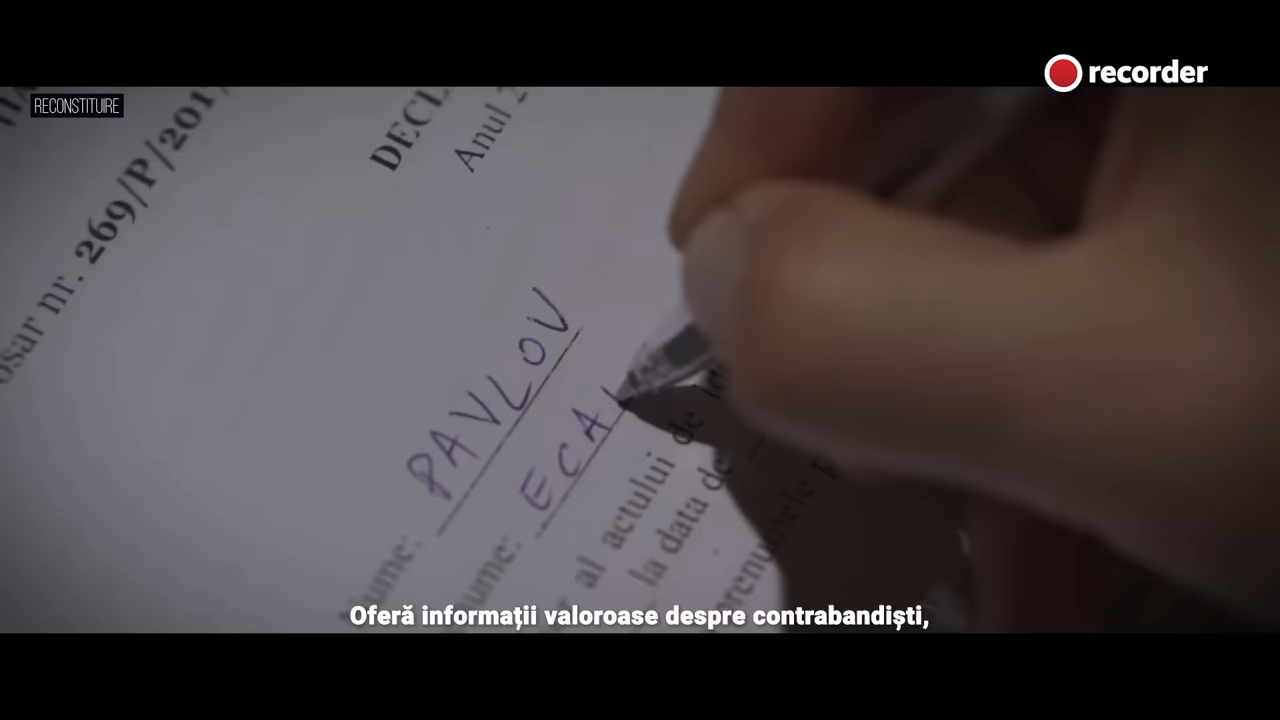 recorder
RECONSTITUIRE
osar nr. 269/P/201
DECL
Anul 2
PAVLOV
ume:
ECA
ume:
al actului de
la data de
Oferă informații valoroase despre contrabandiști,